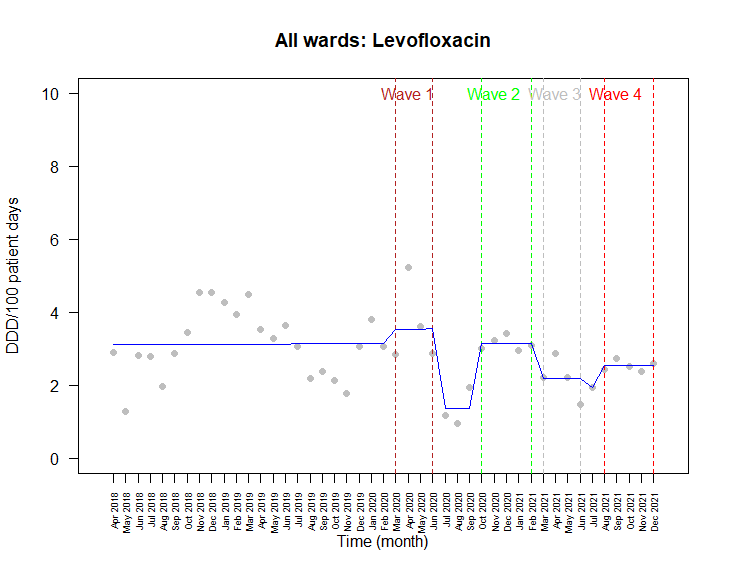 All wards: Levofloxacin
DDD/100 patient days
10
8
6
4
2
0
Wave 1
Wave 2
Wave 3
Wave 4
Apr 2018
May 2018
Jun 2018
Jul 2018
Aug 2018
Sep 2018
Oct 2018
Nov 2018
Dec 2018
Jan 2019
Feb 2019
Mar 2019
Apr 2019
May 2019
Jun 2019
Jul 2019
Aug 2019
Sep 2019
Oct 2019
Nov 2019
Dec 2019
Jan 2020
Feb 2020
Mar 2020
Apr 2020
May 2020
Jun 2020
Jul 2020
Aug 2020
Sep 2020
Oct 2020
Nov 2020
Dec 2020
Jan 2021
Feb 2021
Mar 2021
Apr 2021
May 2021
Jun 2021
Jul 2021
Aug 2021
Sep 2021
Oct 2021
Nov 2021
Dec 2021
Time (month)